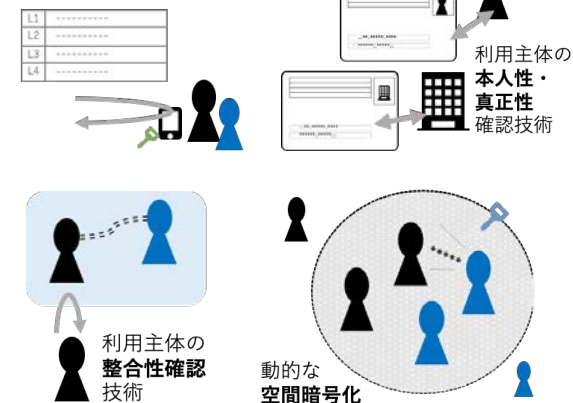 L1
L2
L3
L4
利用主体の
本人性・
真正性
確認技術
利用主体の
整合性確認
技術
動的な
空間暗号化